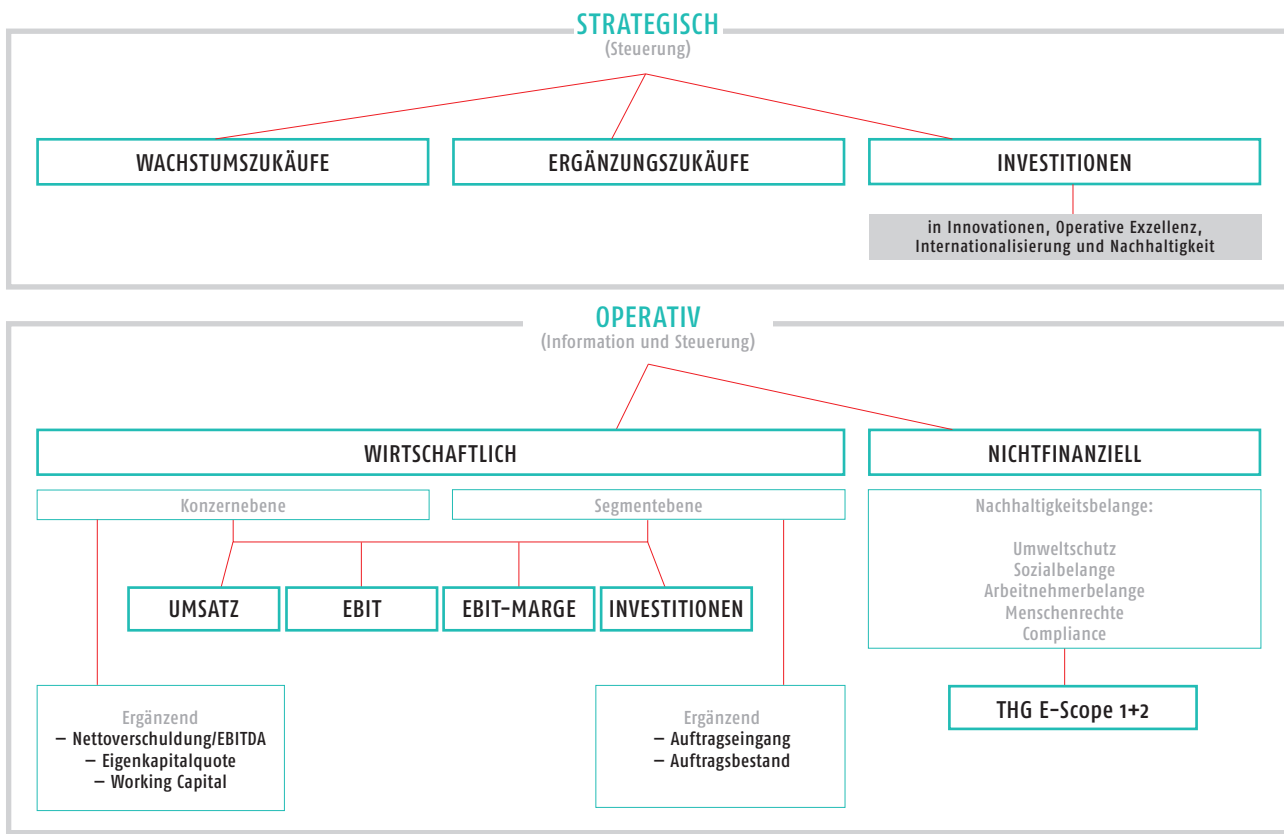 STRATEGISCH
(Steuerung)
WACHSTUMSZUKÄUFE
ERGÄNZUNGSZUKÄUFE
INVESTITIONEN
in Innovationen, Operative Exzellenz,
Internationalisierung und Nachhaltigkeit
OPERATIV
(Information und Steuerung)
WIRTSCHAFTLICH
NICHTFINANZIELL
Konzernebene
Segmentebene
Nachhaltigkeitsbelange:
Umweltschutz
Sozialbelange
Arbeitnehmerbelange
Menschenrechte
Compliance
UMSATZ
EBIT
EBIT-MARGE
INVESTITIONEN
Ergänzend
– Nettoverschuldung/EBITDA
– Eigenkapitalquote
– Working Capital
Ergänzend
– Auftragseingang
– Auftragsbestand
THG E-Scope 1+2